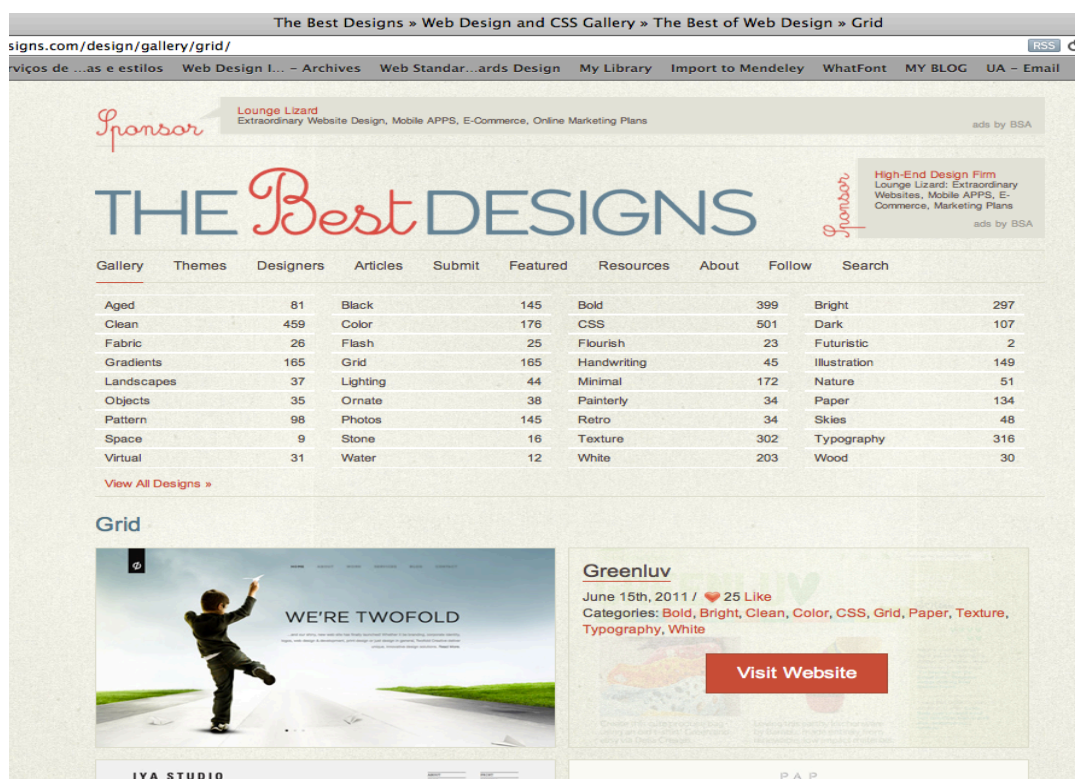 The Best Designs » Web Design and CSS Gallery » The Best of Web Design » Grid
signs.com/design/gallery/grid/ RSS
rviços de ...as e estilos Web Design I... – Archives Web Standar...ards Design My Library Import to Mendeley WhatFont MY BLOG UA – Email
Sponsor
Lounge Lizard
Extraordinary Website Design, Mobile APPS, E-Commerce, Online Marketing Plans
ads by BSA
THE Best DESIGNS
Sponsor
High-End Design Firm
Lounge Lizard: Extraordinary
Websites, Mobile APPS, E-
Commerce, Marketing Plans
ads by BSA
Gallery Themes Designers Articles Submit Featured Resources About Follow Search
Aged 81 Black 145 Bold 399 Bright 297
Clean 459 Color 176 CSS 501 Dark 107
Fabric 26 Flash 25 Flourish 23 Futuristic 2
Gradients 165 Grid 165 Handwriting 45 Illustration 149
Landscapes 37 Lighting 44 Minimal 172 Nature 51
Objects 35 Ornate 38 Painterly 34 Paper 134
Pattern 98 Photos 145 Retro 34 Skies 48
Space 9 Stone 16 Texture 302 Typography 316
Virtual 31 Water 12 White 203 Wood 30
View All Designs »
Grid
WE'RE TWOFOLD
Greenluv
June 15th, 2011 / 25 Like
Categories: Bold, Bright, Clean, Color, CSS, Grid, Paper, Texture,
Typography, White
Visit Website
IYA STUDIO
PAP